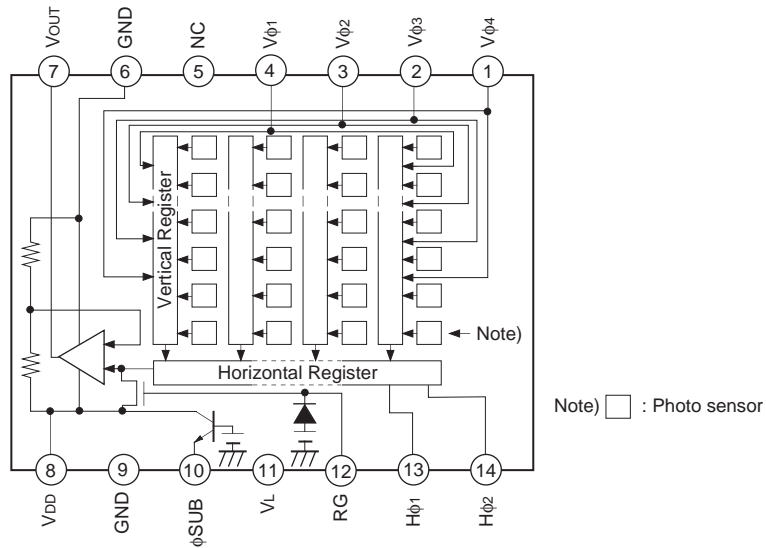 VOUT
GND
NC
Vϕ1
Vϕ2
Vϕ3
Vϕ4
7
6
5
4
3
2
1
Vertical Register
Note)
Horizontal Register
Note) : Photo sensor
8
9
10
11
12
13
14
VDD
GND
ϕSUB
VL
RG
Hϕ1
Hϕ2